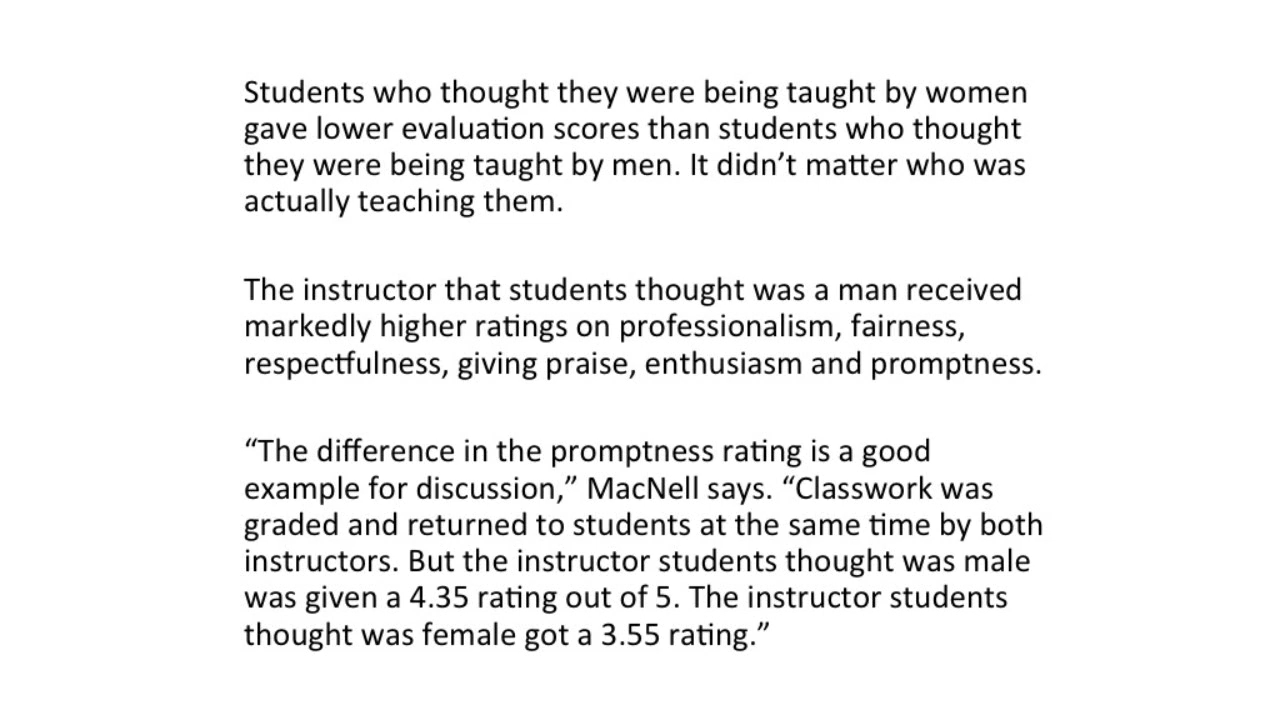 Students who thought they were being taught by women
gave lower evaluation scores than students who thought
they were being taught by men. It didn’t matter who was
actually teaching them.
The instructor that students thought was a man received
markedly higher ratings on professionalism, fairness,
respectfulness, giving praise, enthusiasm and promptness.
“The difference in the promptness rating is a good
example for discussion,” MacNell says. “Classwork was
graded and returned to students at the same time by both
instructors. But the instructor students thought was male
was given a 4.35 rating out of 5. The instructor students
thought was female got a 3.55 rating.”